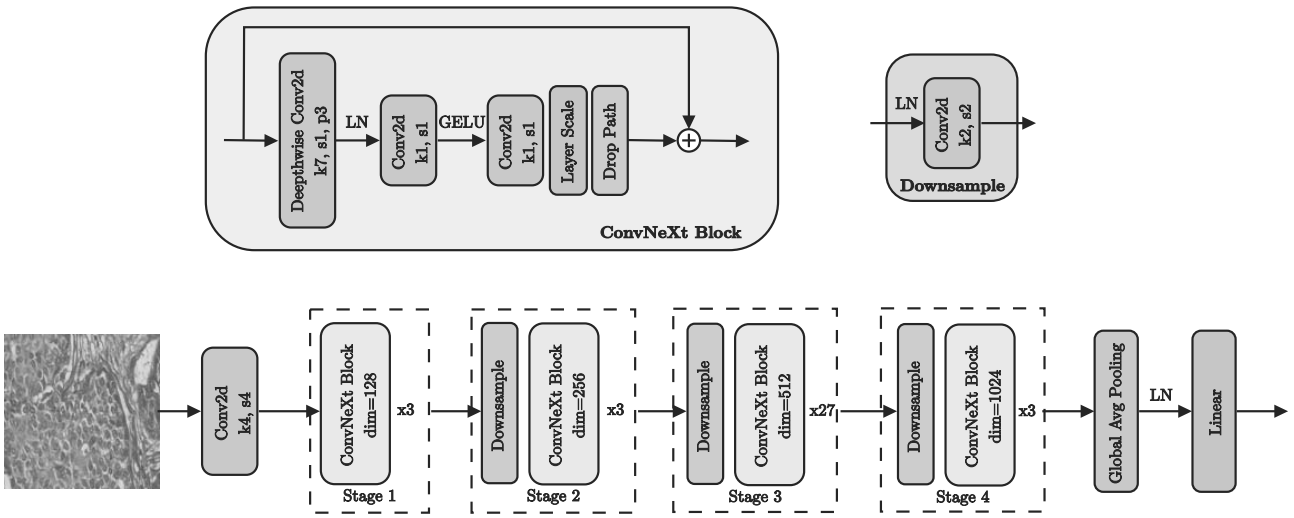 Deepthwise Conv2d
k7, s1, p3
LN
Conv2d
k1, s1
GELU
Conv2d
k1, s1
Layer Scale
Drop Path
+
ConvNeXt Block
LN
Conv2d
k2, s2
Downsample
Conv2d
k4, s4
ConvNeXt Block
dim=128
x3
Stage 1
Downsample
ConvNeXt Block
dim=256
x3
Stage 2
Downsample
ConvNeXt Block
dim=512
x27
Stage 3
Downsample
ConvNeXt Block
dim=1024
x3
Stage 4
Global Avg Pooling
LN
Linear